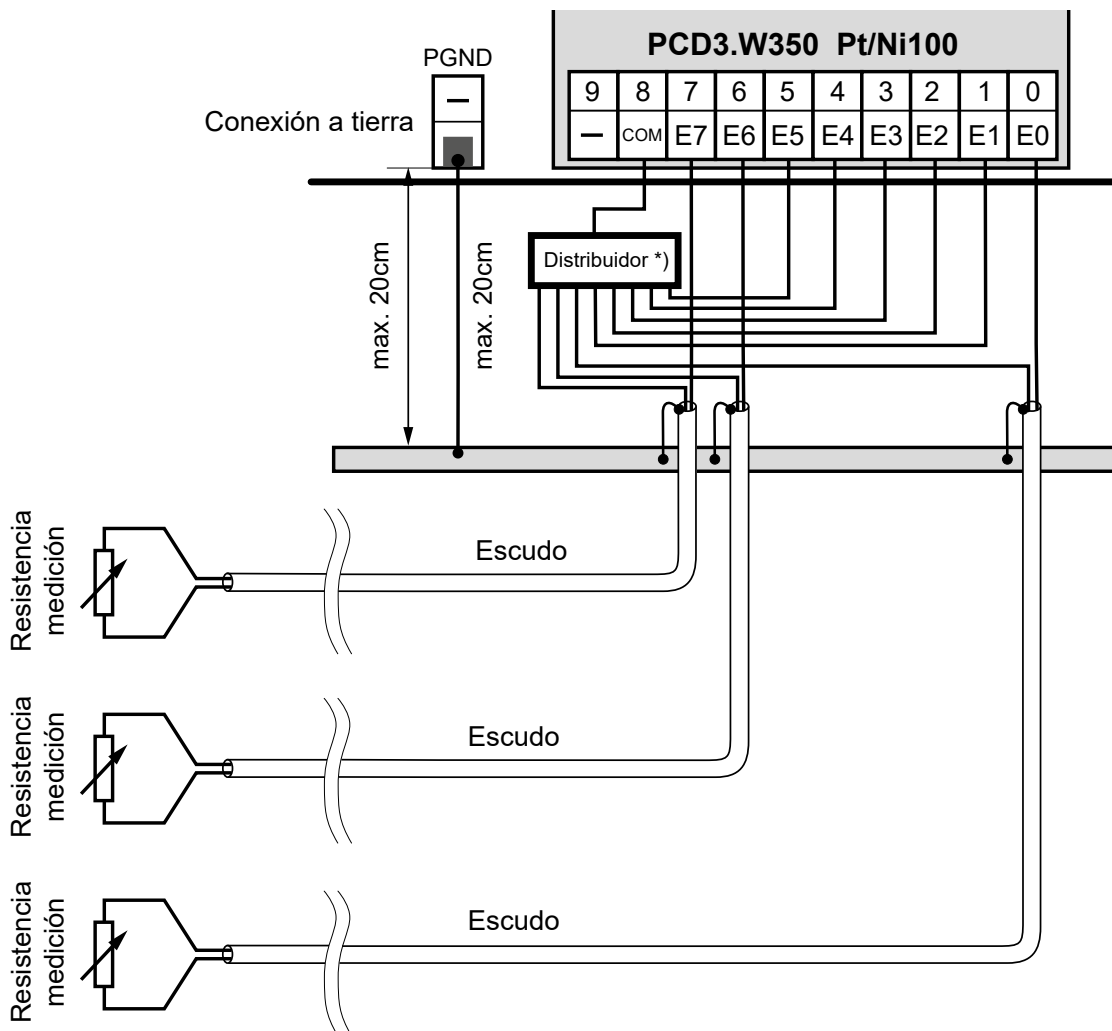 PCD3.W350 Pt/Ni100
PGND
–
Conexión a tierra
9 8 7 6 5 4 3 2 1 0
– COM E7 E6 E5 E4 E3 E2 E1 E0
max. 20cm
max. 20cm
Distribuidor *)
Resistencia
medición
Escudo
Resistencia
medición
Escudo
Resistencia
medición
Escudo